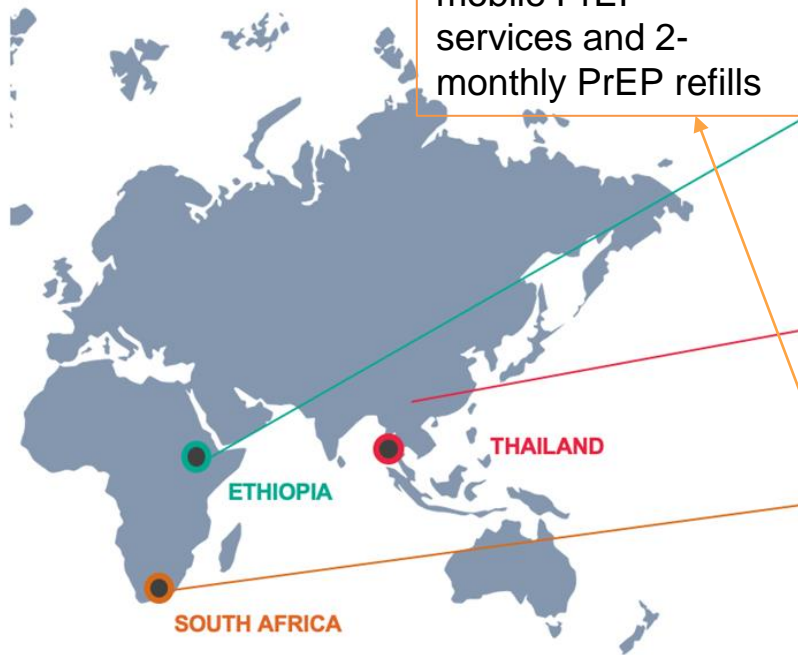 services and 2-
monthly PrEP refills
THAILAND
ETHIOPIA
SOUTH AFRICA